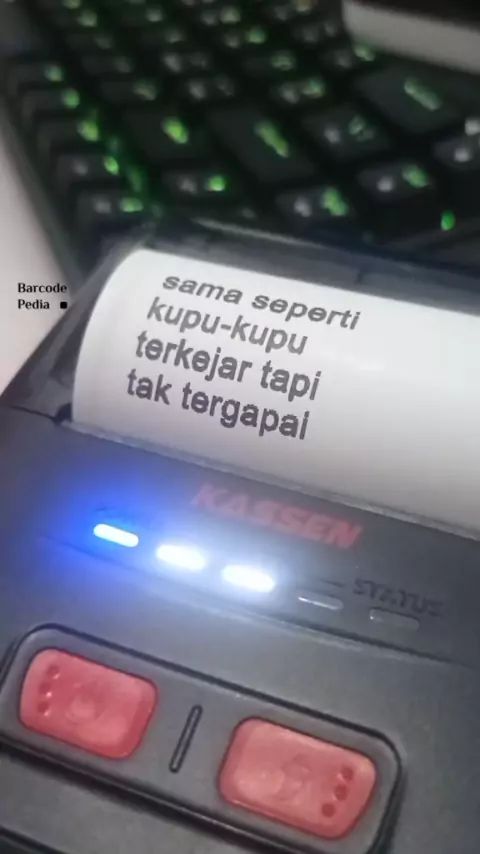 Barcode
Pedia
sama seperti
kupu-kupu
terkejar tapi
tak tergapai
KASSEN
STATUS